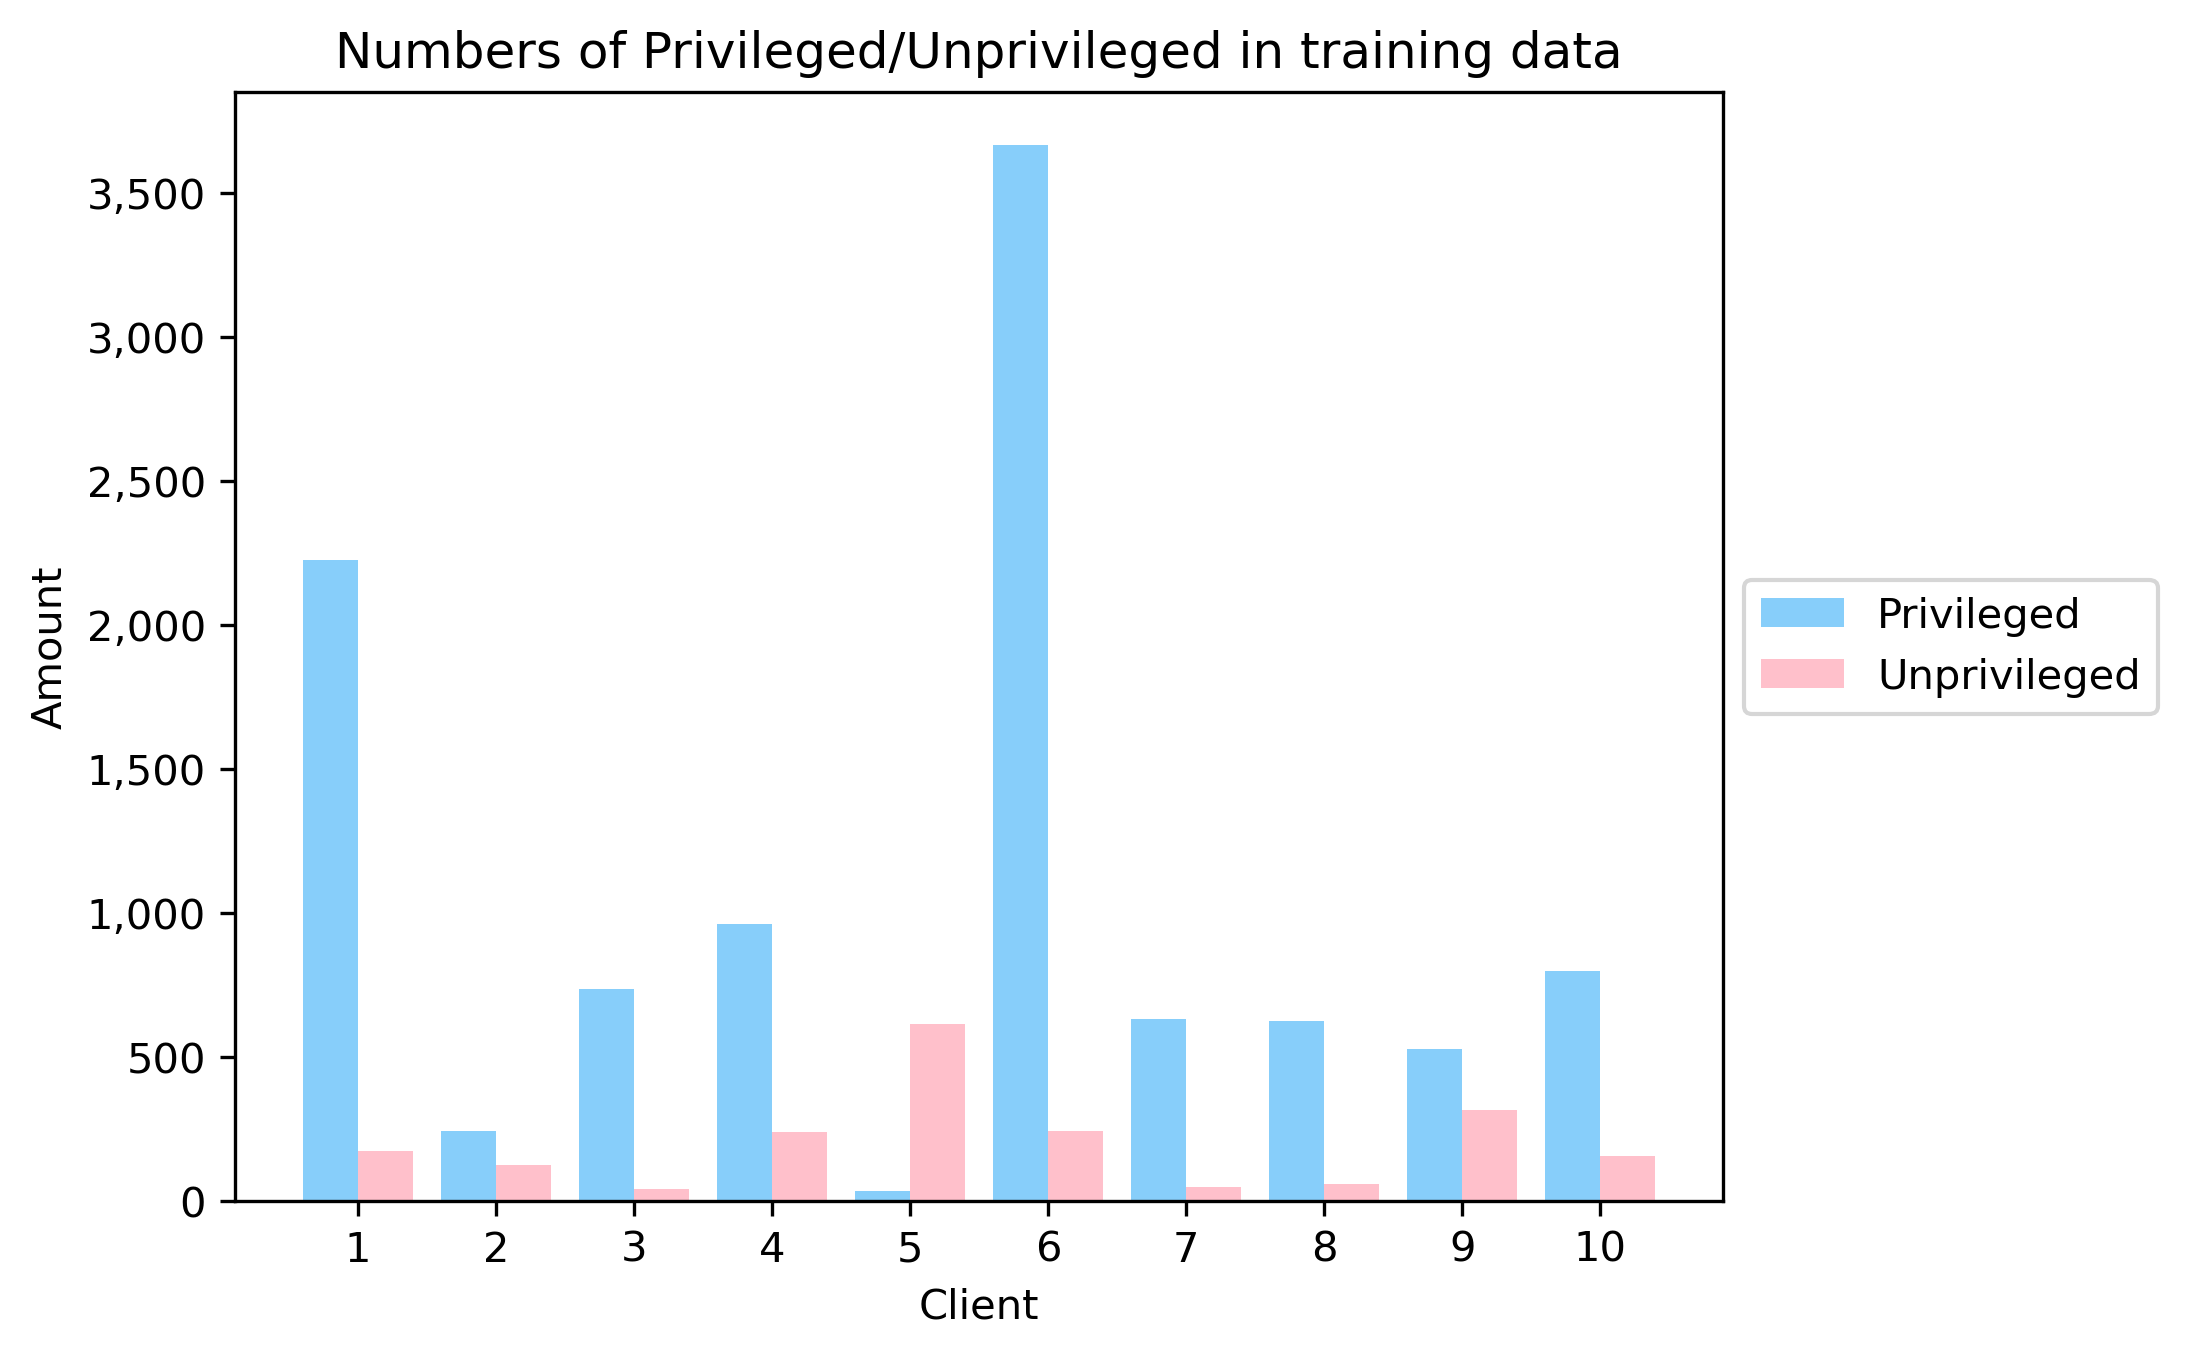 Numbers of Privileged/Unprivileged in training data
3,500
3,000
2,500
2,000
1,500
1,000
500
0
Amount
1 2 3 4 5 6 7 8 9 10
Client
Privileged
Unprivileged